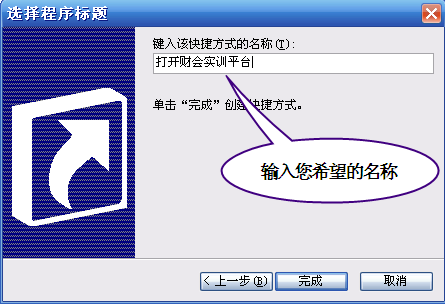 选择程序标题
键入该快捷方式的名称(T):
打开财会实训平台
单击“完成”创建快捷方式。
输入您希望的名称
< 上一步(B)
完成
取消